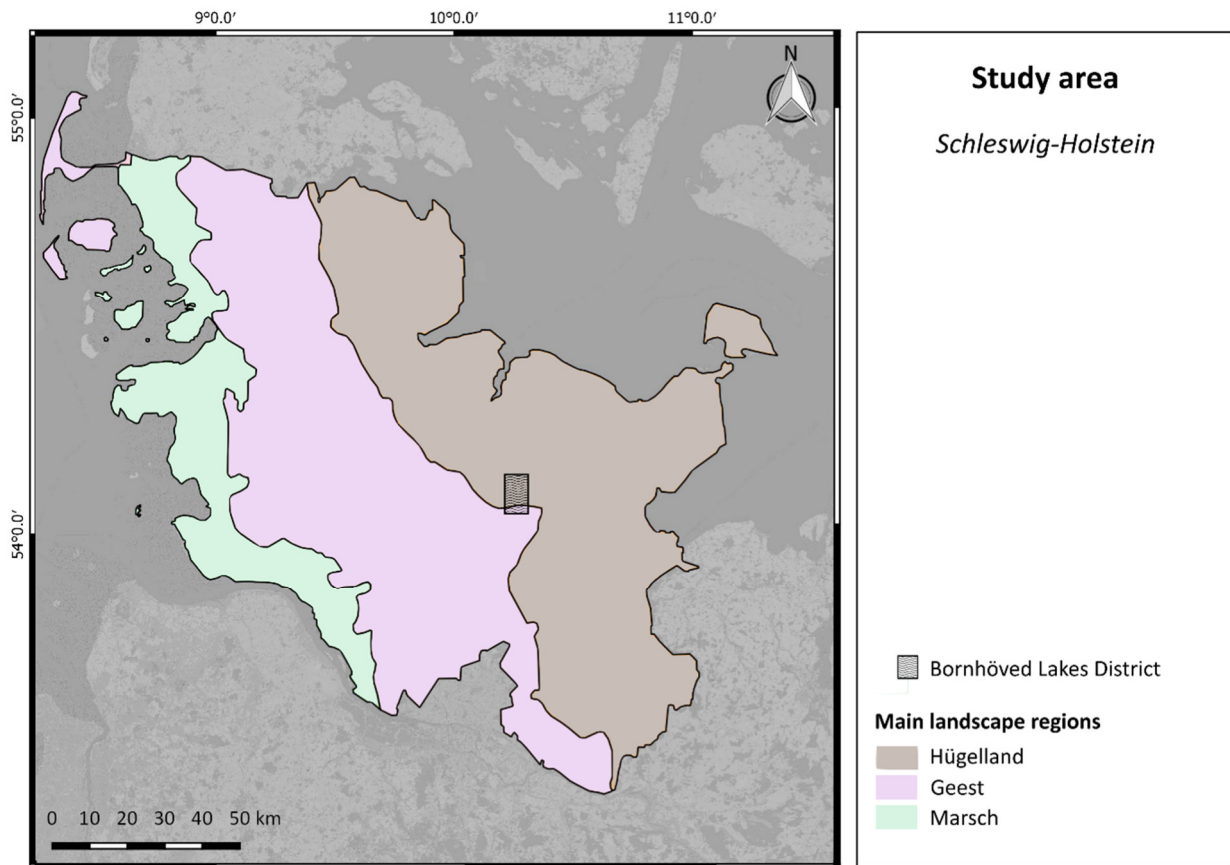 9°0.0'
10°0.0'
11°0.0'
55°0.0'
54°0.0'
N
0 10 20 30 40 50 km
Study area
Schleswig-Holstein
Bornhöved Lakes District
Main landscape regions
Hügelland
Geest
Marsch